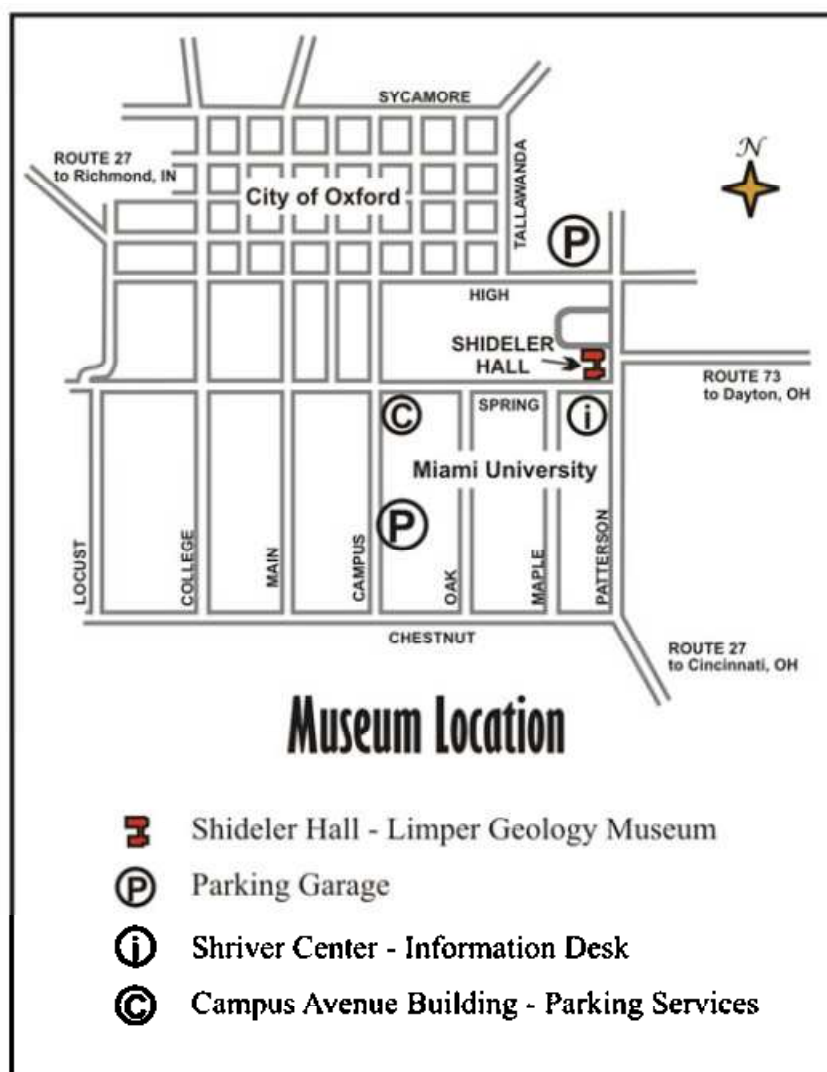 SYCAMORE
ROUTE 27
to Richmond, IN
City of Oxford
TALLAWANDA
N
P
HIGH
SHIDELER
HALL
ROUTE 73
to Dayton, OH
C
SPRING
i
Miami University
P
LOCUST
COLLEGE
MAIN
CAMPUS
OAK
MAPLE
PATTERSON
CHESTNUT
ROUTE 27
to Cincinnati, OH
Museum Location
Shideler Hall - Limper Geology Museum
P Parking Garage
i Shriver Center - Information Desk
C Campus Avenue Building - Parking Services